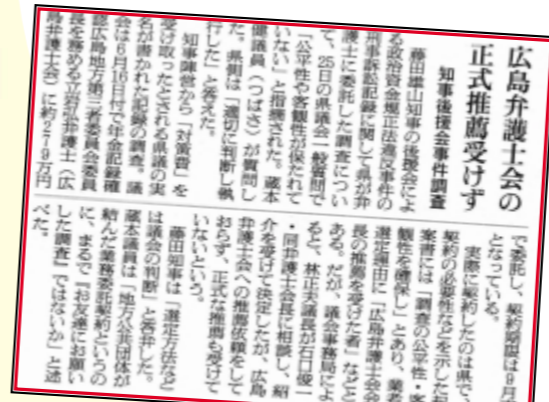 広島弁護士会の
正式推薦受けず
知事後援会事件調査
藤田雄山知事の後援会によ
る政治資金規正法違反事件の
刑事訴訟記録に関して県が弁
護士に委託した調査につい
て、25日の県議会一般質問で
「公平性や客観性が保たれて
いない」と指摘された。蔵本
健議員（つばさ）が質問し
た。県側は「適切に判断し執
行した」と答えた。
知事陣営から「対策費」を
受け取ったとされる県議の実
名が書かれた記録の調査。議
会は6月16日付で年金記録確
認広島地方第三者委員会委員
長を務める立岩弘弁護士（広
島弁護士会）に約279万円
で委託し、契約期限は9月
となっている。
実際に契約したのは県で、
契約の必要性などを示した起
案書には「調査の公平性・客
観性を確保し」とあり、業者
選定理由に「広島弁護士会会
長の推薦を受けた者」などと
ある。だが、議会事務局によ
ると、林正夫議長が石口俊一
・同弁護士会長に相談し、紹
介を受けて決定したが、広島
弁護士会への推薦依頼をして
おらず、正式な推薦も受けて
いないという。
藤田知事は「選定方法など
は議会の判断」と答弁した。
蔵本議員は「地方公共団体が
結んだ業務委託契約というの
に、まるで『お友達にお願い
した調査』ではないか」と述
べた。